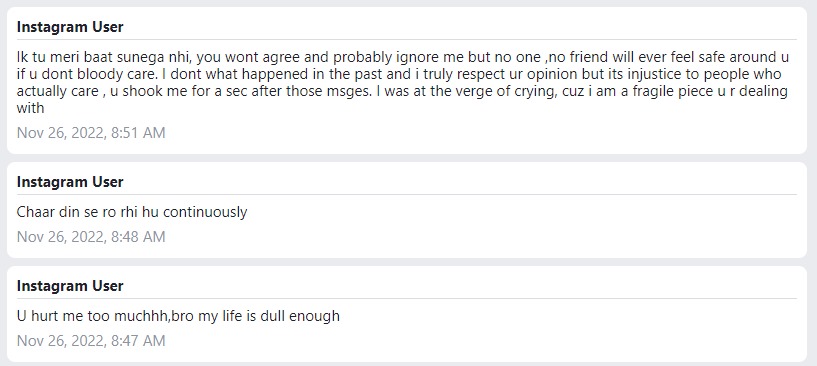 Instagram User
Ik tu meri baat sunega nhi, you wont agree and probably ignore me but no one ,no friend will ever feel safe around u
if u dont bloody care. I dont what happened in the past and i truly respect ur opinion but its injustice to people who
actually care , u shook me for a sec after those msges. I was at the verge of crying, cuz i am a fragile piece u r dealing
with
Nov 26, 2022, 8:51 AM
Instagram User
Chaar din se ro rhi hu continuously
Nov 26, 2022, 8:48 AM
Instagram User
U hurt me too muchhh,bro my life is dull enough
Nov 26, 2022, 8:47 AM